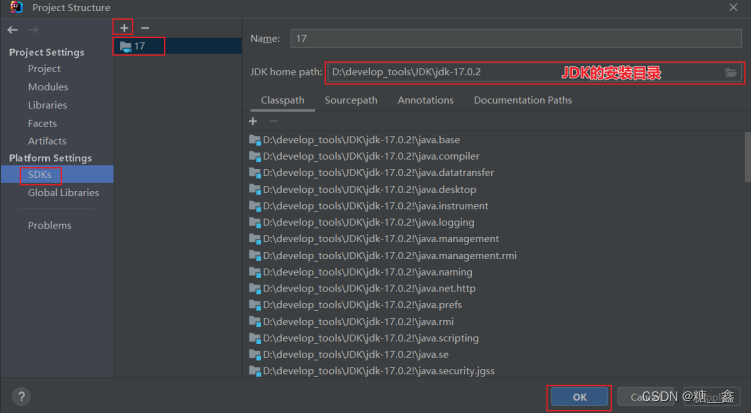 Project Structure
Project Settings
Project
Modules
Libraries
Facets
Artifacts
Platform Settings
SDKs
Global Libraries
Problems
17
Name: 17
JDK home path: D:\develop_tools\JDK\jdk-17.0.2 JDK的安装目录
Classpath Sourcepath Annotations Documentation Paths
D:\develop_tools\JDK\jdk-17.0.2!\java.base
D:\develop_tools\JDK\jdk-17.0.2!\java.compiler
D:\develop_tools\JDK\jdk-17.0.2!\java.datatransfer
D:\develop_tools\JDK\jdk-17.0.2!\java.desktop
D:\develop_tools\JDK\jdk-17.0.2!\java.instrument
D:\develop_tools\JDK\jdk-17.0.2!\java.logging
D:\develop_tools\JDK\jdk-17.0.2!\java.management
D:\develop_tools\JDK\jdk-17.0.2!\java.management.rmi
D:\develop_tools\JDK\jdk-17.0.2!\java.naming
D:\develop_tools\JDK\jdk-17.0.2!\java.net.http
D:\develop_tools\JDK\jdk-17.0.2!\java.prefs
D:\develop_tools\JDK\jdk-17.0.2!\java.rmi
D:\develop_tools\JDK\jdk-17.0.2!\java.scripting
D:\develop_tools\JDK\jdk-17.0.2!\java.se
D:\develop_tools\JDK\jdk-17.0.2!\java.security.jgss
? OK
CSDN @糖__鑫